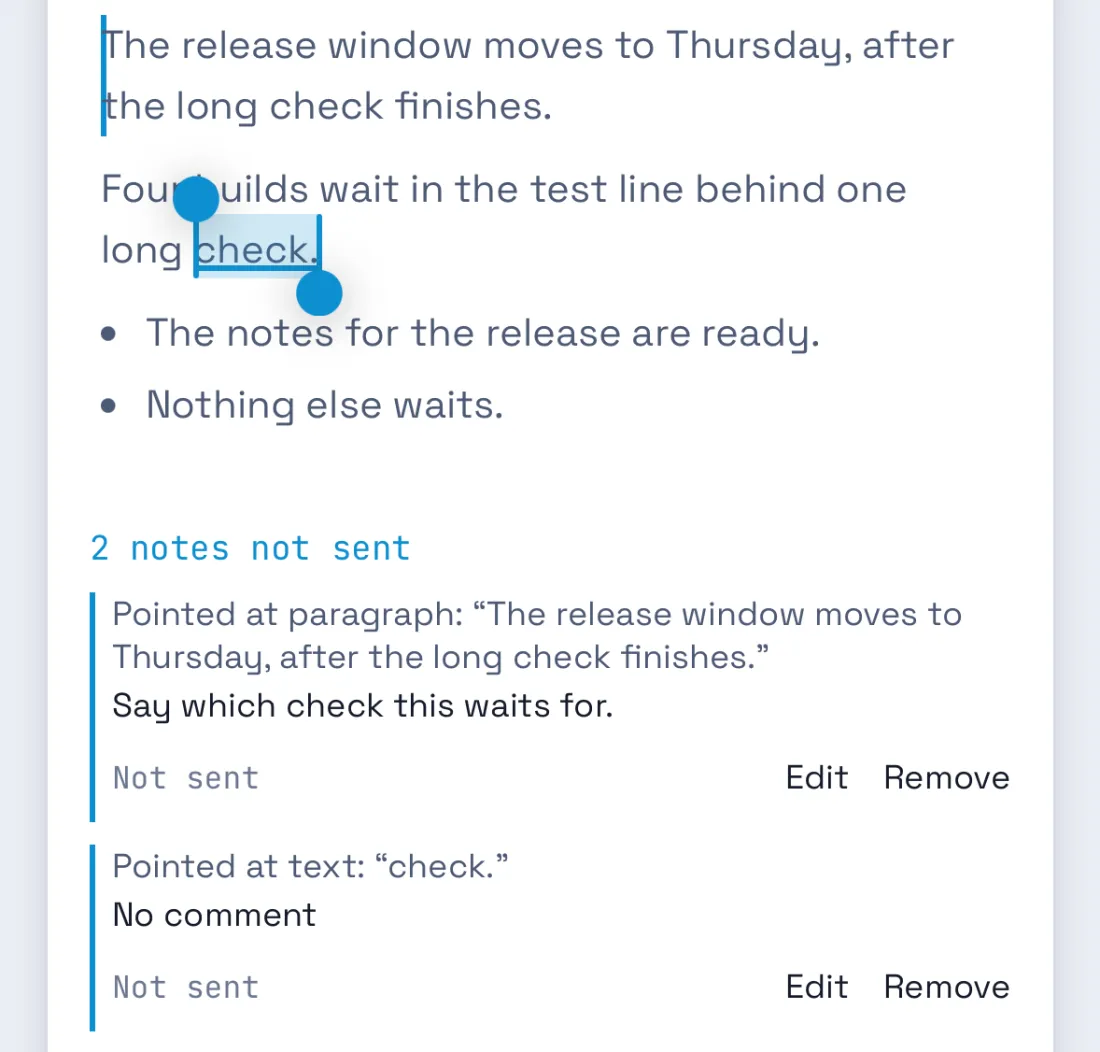 The release window moves to Thursday, after
the long check finishes.
Four builds wait in the test line behind one
long check.
• The notes for the release are ready.
• Nothing else waits.
2 notes not sent
Pointed at paragraph: “The release window moves to
Thursday, after the long check finishes.”
Say which check this waits for.
Not sent Edit Remove
Pointed at text: “check.”
No comment
Not sent Edit Remove